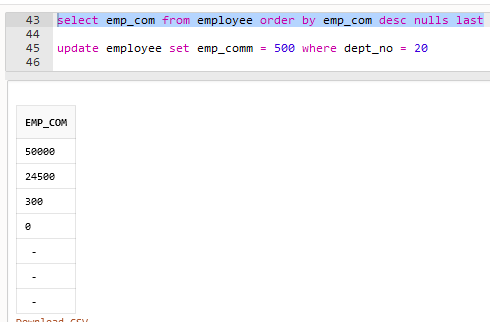 43 select emp_com from employee order by emp_com desc nulls last
44
45 update employee set emp_comm = 500 where dept_no = 20
46
EMP_COM
50000
24500
300
0
-
-
-
Download CSV